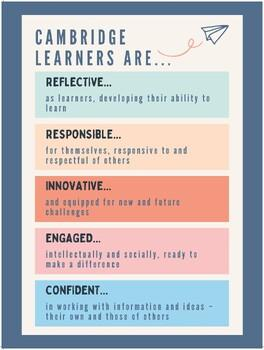 CAMBRIDGE
LEARNERS ARE...
REFLECTIVE...
as learners, developing their ability to
learn
RESPONSIBLE...
for themselves, responsive to and
respectful of others
INNOVATIVE...
and equipped for new and future
challenges
ENGAGED...
intellectually and socially, ready to
make a difference
CONFIDENT...
in working with information and ideas –
their own and those of others